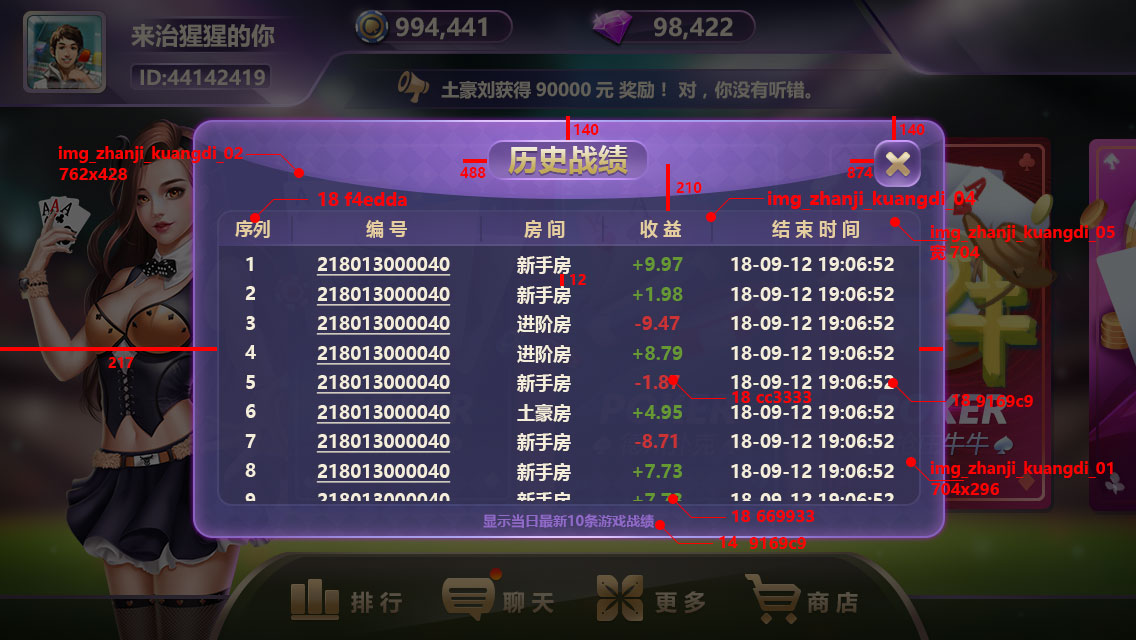 来治猩猩的你
ID:44142419
994,441
98,422
土豪刘获得 90000 元 奖励！ 对，你没有听错。
140
140
历史战绩
488
674
img_zhanji_kuangdi_02
762x428
210
18 f4edda
img_zhanji_kuangdi_04
img_zhanji_kuangdi_05
宽 704
序列 编号 房间 收益 结束时间
1 218013000040 新手房 +9.97 18-09-12 19:06:52
12
2 218013000040 新手房 +1.98 18-09-12 19:06:52
3 218013000040 进阶房 -9.47 18-09-12 19:06:52
4 218013000040 进阶房 +8.79 18-09-12 19:06:52
217
5 218013000040 新手房 -1.87 18-09-12 19:06:52
18 cc3333
18 9169c9
6 218013000040 土豪房 +4.95 18-09-12 19:06:52
7 218013000040 新手房 -8.71 18-09-12 19:06:52
牛牛
8 218013000040 新手房 +7.73 18-09-12 19:06:52
img_zhanji_kuangdi_01
704x296
9 218013000040 新手房 +7.73 18-09-12 19:06:52
18 669933
显示当日最新10条游戏战绩
14 9169c9
排行 聊天 更多 商店